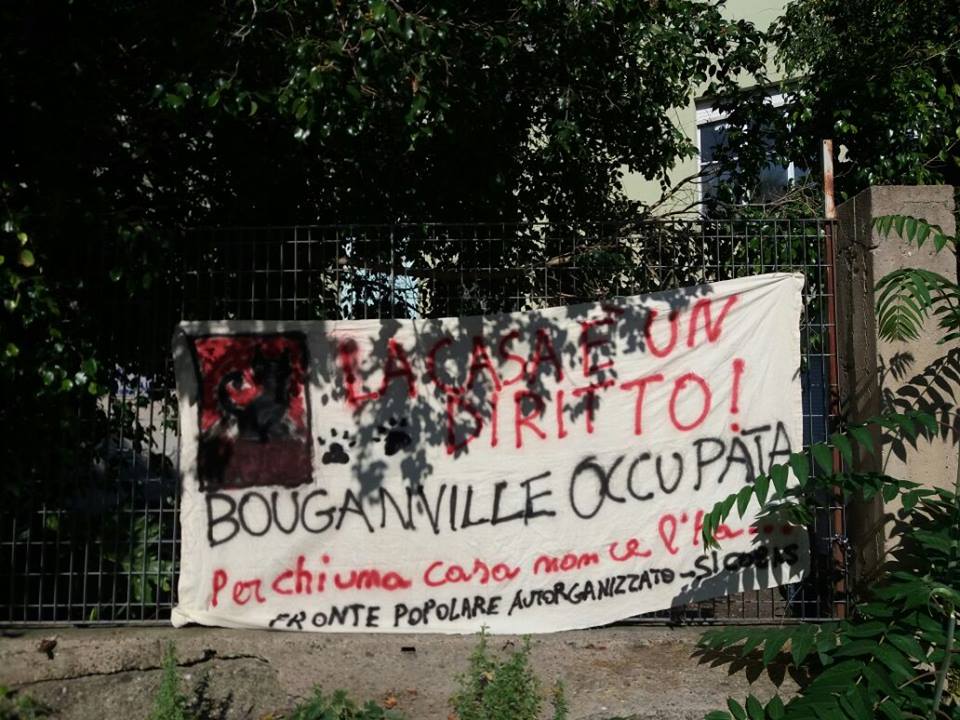 LA CASA È UN
DIRITTO!
BOUGANVILLE OCCUPATA
Per chi una casa non ce l'ha...
FRONTE POPOLARE AUTORGANIZZATO - SI COBAS